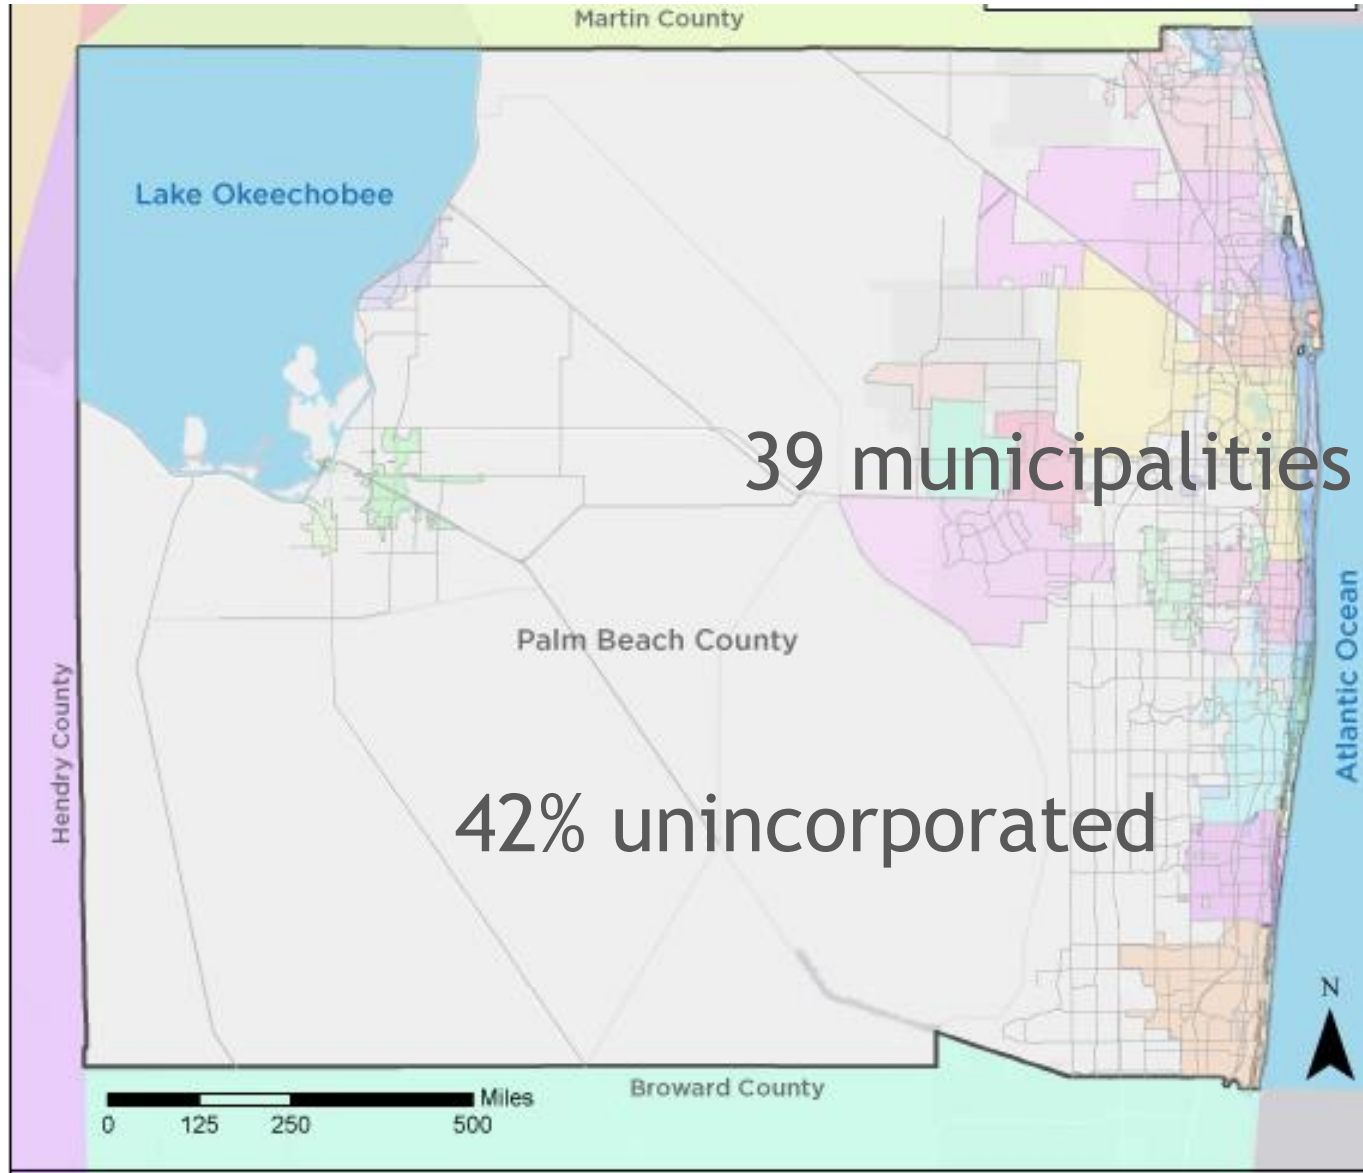 Martin County
Lake Okeechobee
39 municipalities
Palm Beach County
Atlantic Ocean
Hendry County
42% unincorporated
N
Broward County
Miles
0 125 250 500